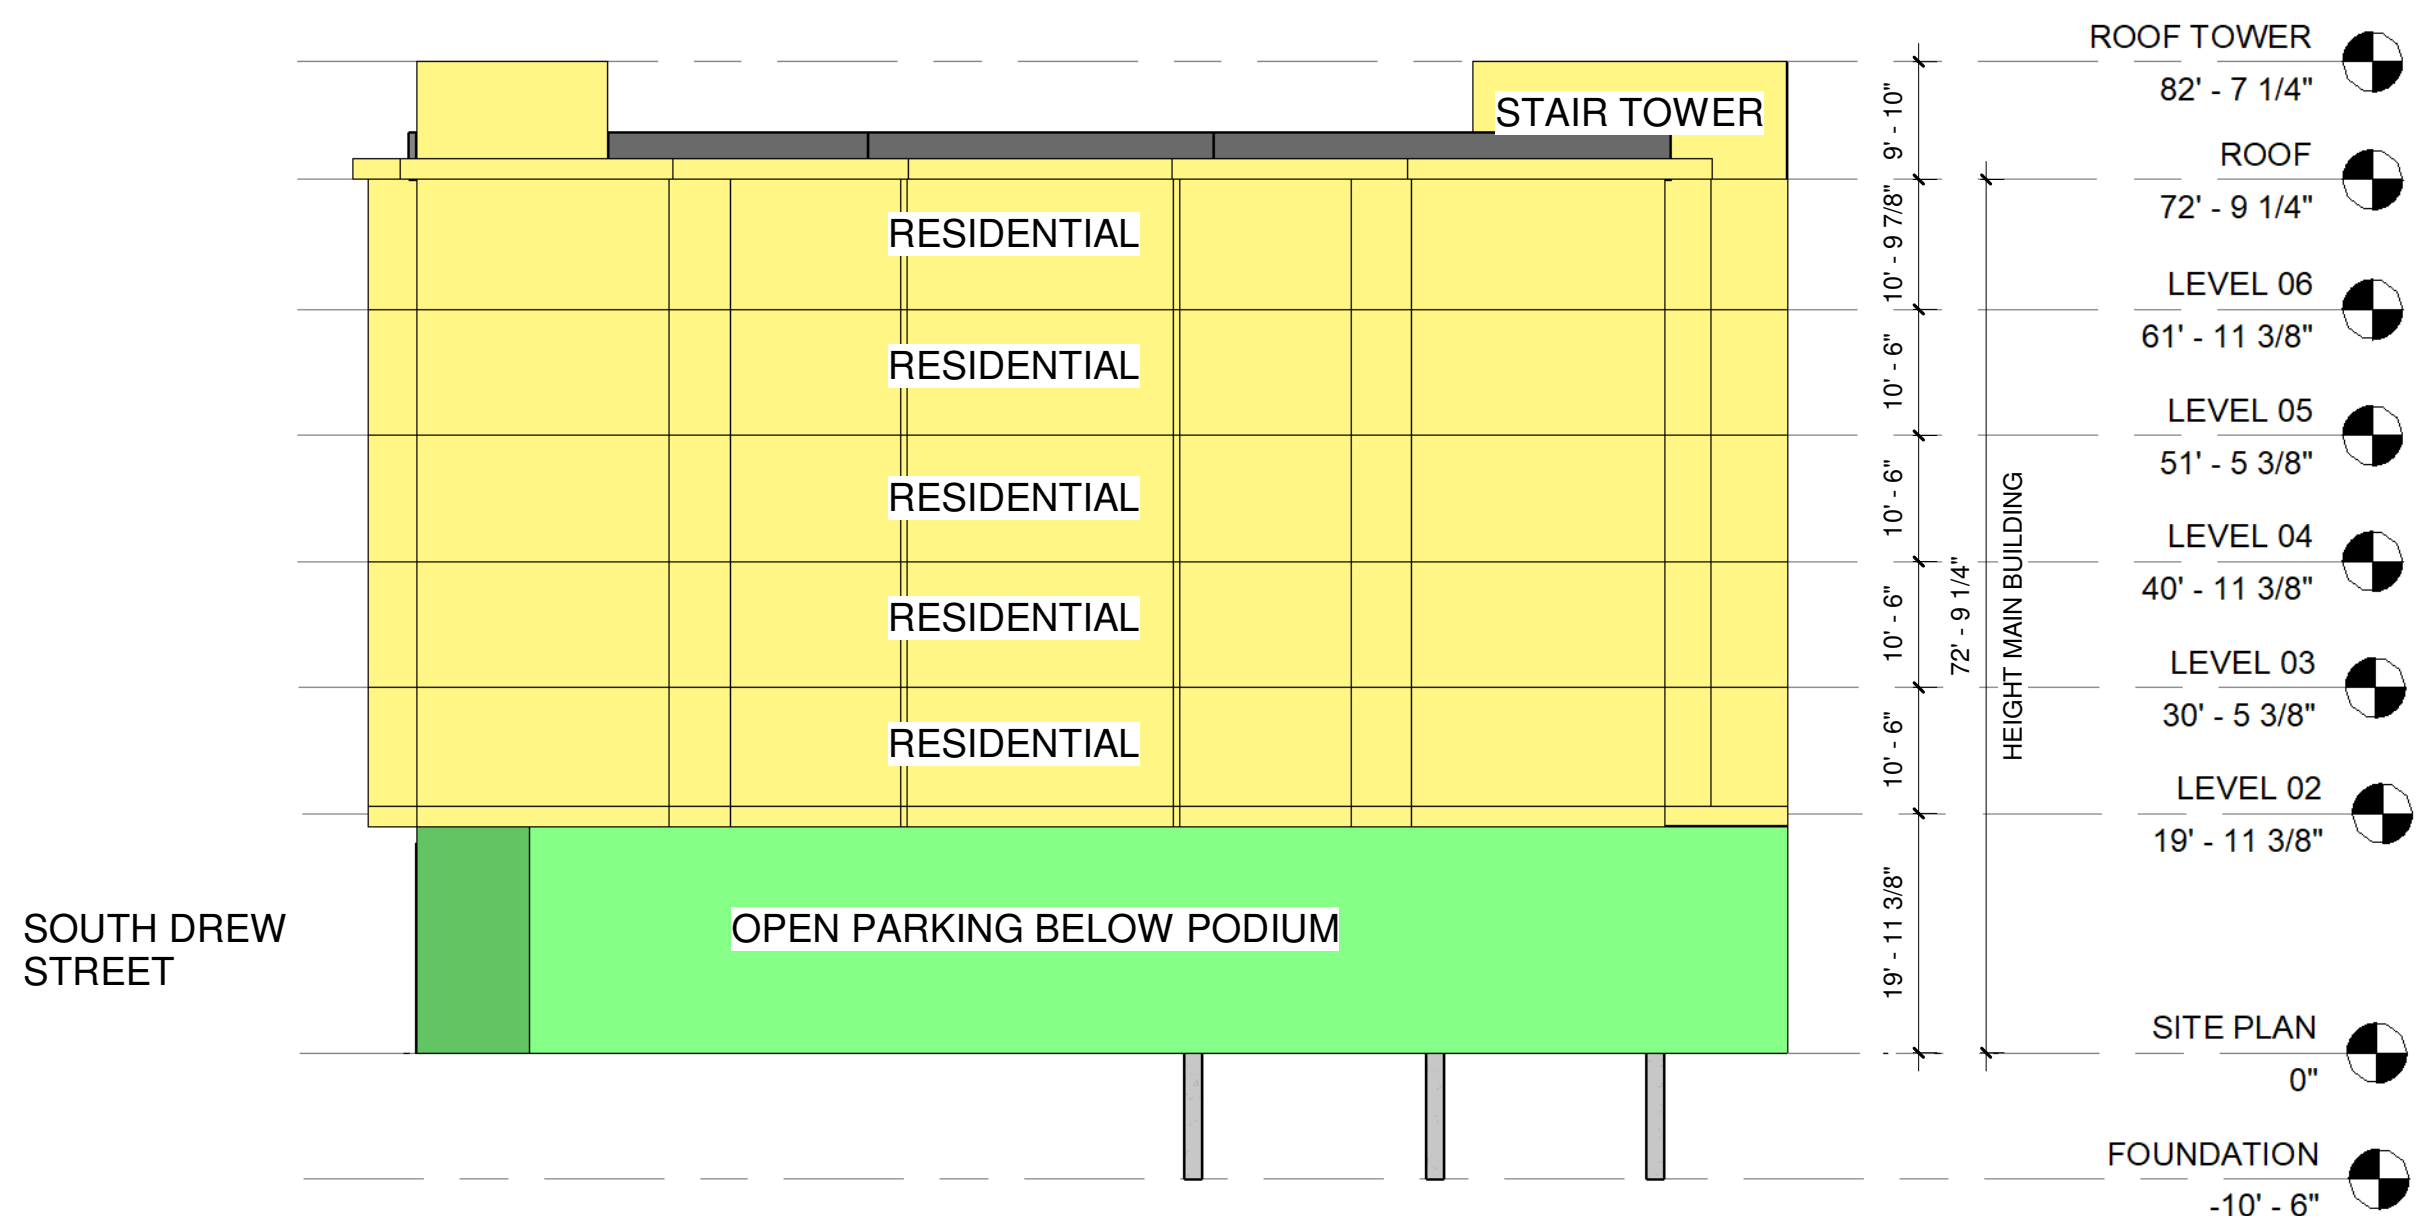 ROOF TOWER
82' - 7 1/4"
STAIR TOWER
9' - 10"
ROOF
72' - 9 1/4"
RESIDENTIAL
10' - 9 7/8"
LEVEL 06
61' - 11 3/8"
RESIDENTIAL
10' - 6"
LEVEL 05
51' - 5 3/8"
RESIDENTIAL
10' - 6"
LEVEL 04
40' - 11 3/8"
RESIDENTIAL
10' - 6"
72' - 9 1/4"
HEIGHT MAIN BUILDING
LEVEL 03
30' - 5 3/8"
RESIDENTIAL
10' - 6"
LEVEL 02
19' - 11 3/8"
SOUTH DREW
STREET
OPEN PARKING BELOW PODIUM
19' - 11 3/8"
SITE PLAN
0"
FOUNDATION
-10' - 6"